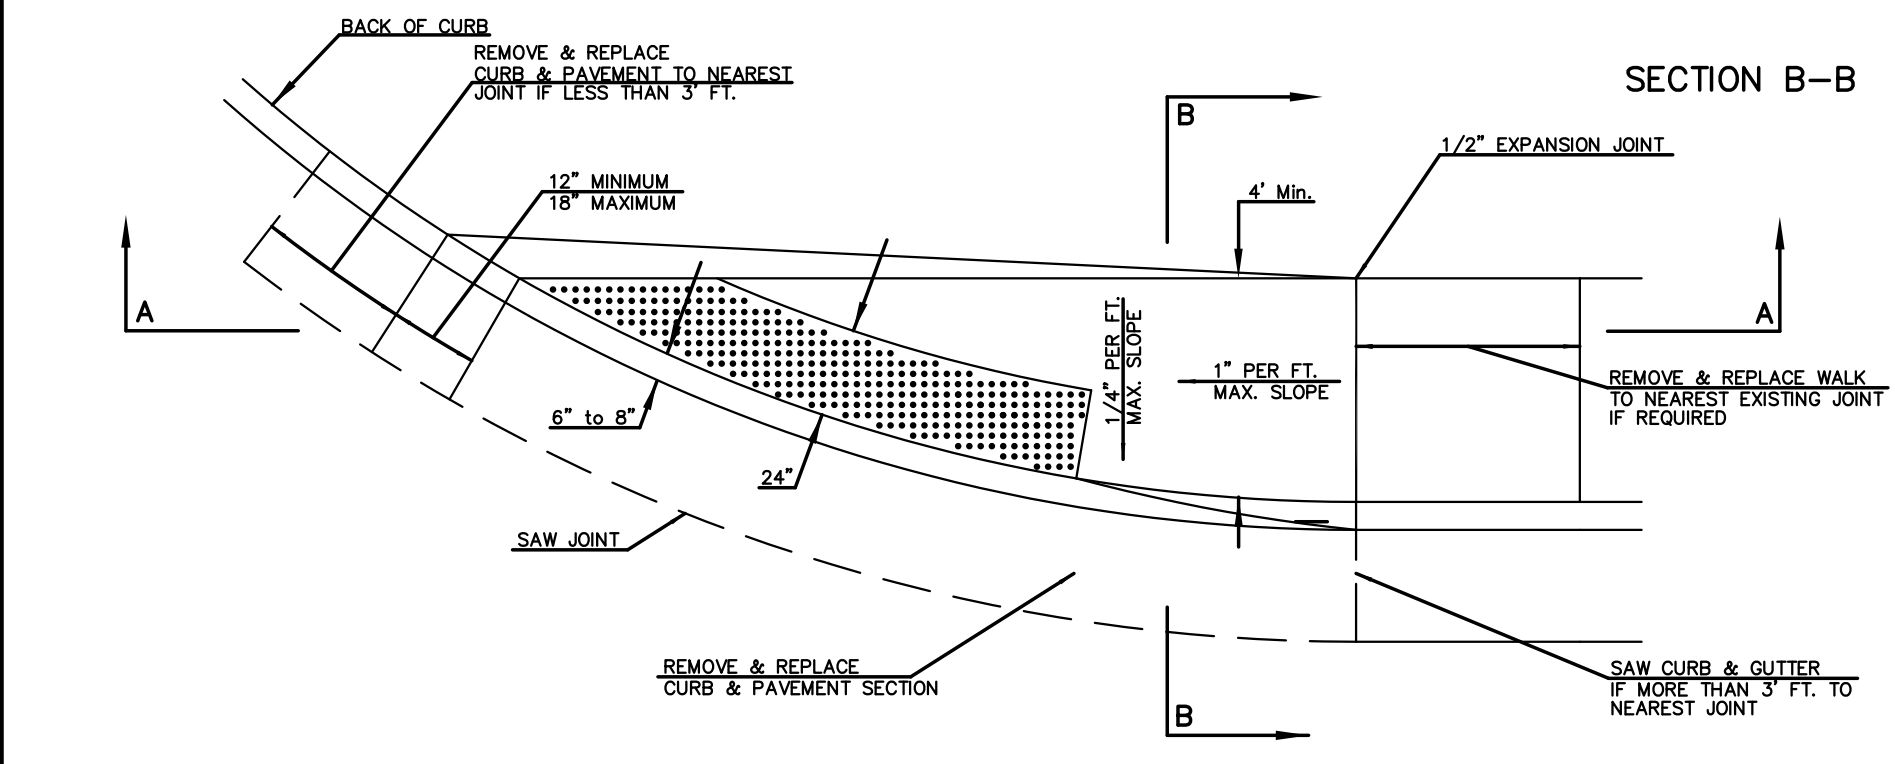 BACK OF CURB
REMOVE & REPLACE
CURB & PAVEMENT TO NEAREST
JOINT IF LESS THAN 3' FT.
SECTION B-B
B
1/2" EXPANSION JOINT
12" MINIMUM
18" MAXIMUM
4' Min.
A
A
1/4" PER FT.
MAX. SLOPE
1" PER FT.
MAX. SLOPE
REMOVE & REPLACE WALK
TO NEAREST EXISTING JOINT
IF REQUIRED
6" to 8"
24"
SAW JOINT
REMOVE & REPLACE
CURB & PAVEMENT SECTION
SAW CURB & GUTTER
IF MORE THAN 3' FT. TO
NEAREST JOINT
B